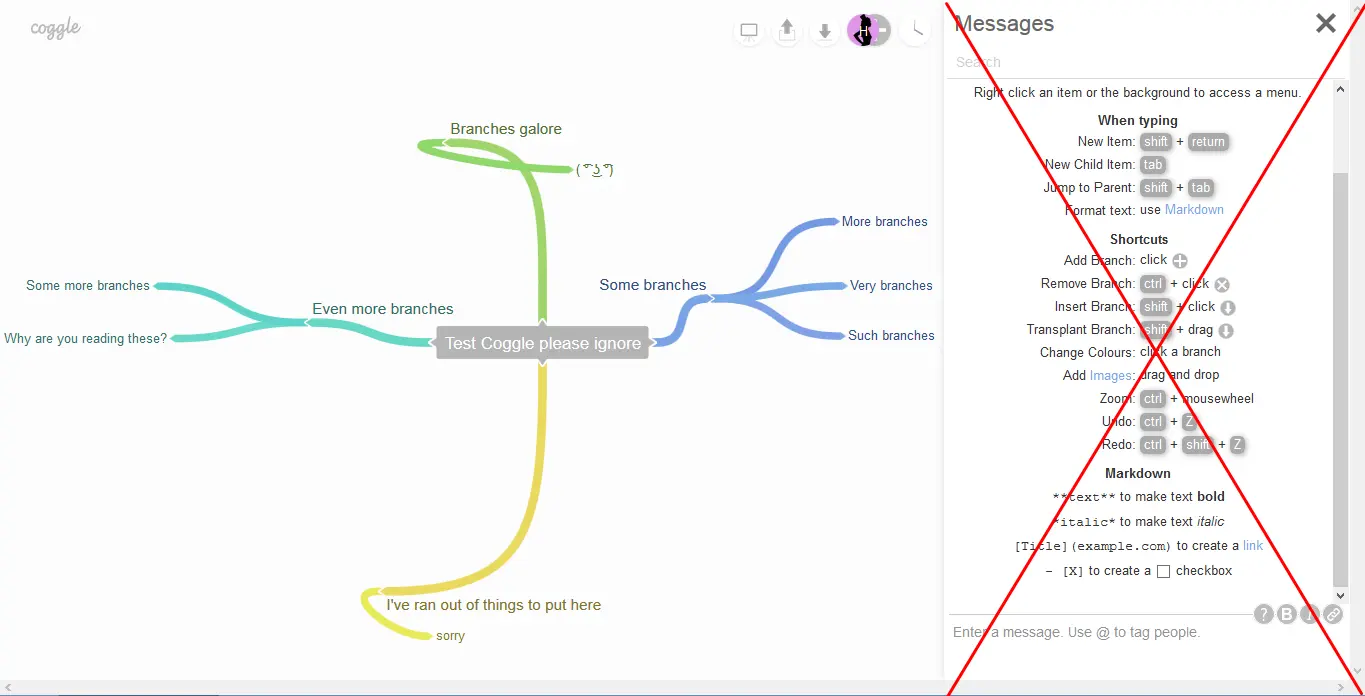 coggle
H
Branches galore
( ͡° ͜ʖ ͡°)
More branches
Some branches
Very branches
Such branches
Some more branches
Even more branches
Why are you reading these?
Test Coggle please ignore
I've ran out of things to put here
sorry
Messages
Search
Right click an item or the background to access a menu.
When typing
New Item: shift + return
New Child Item: tab
Jump to Parent: shift + tab
Format text: use Markdown
Shortcuts
Add Branch: click
Remove Branch: ctrl + click
Insert Branch: shift + click
Transplant Branch: shift + drag
Change Colours: click a branch
Add Images: drag and drop
Zoom: ctrl + mousewheel
Undo: ctrl + Z
Redo: ctrl + shift + Z
Markdown
**text** to make text bold
*italic* to make text italic
[Title](example.com) to create a link
- [X] to create a checkbox
? B I
Enter a message. Use @ to tag people.